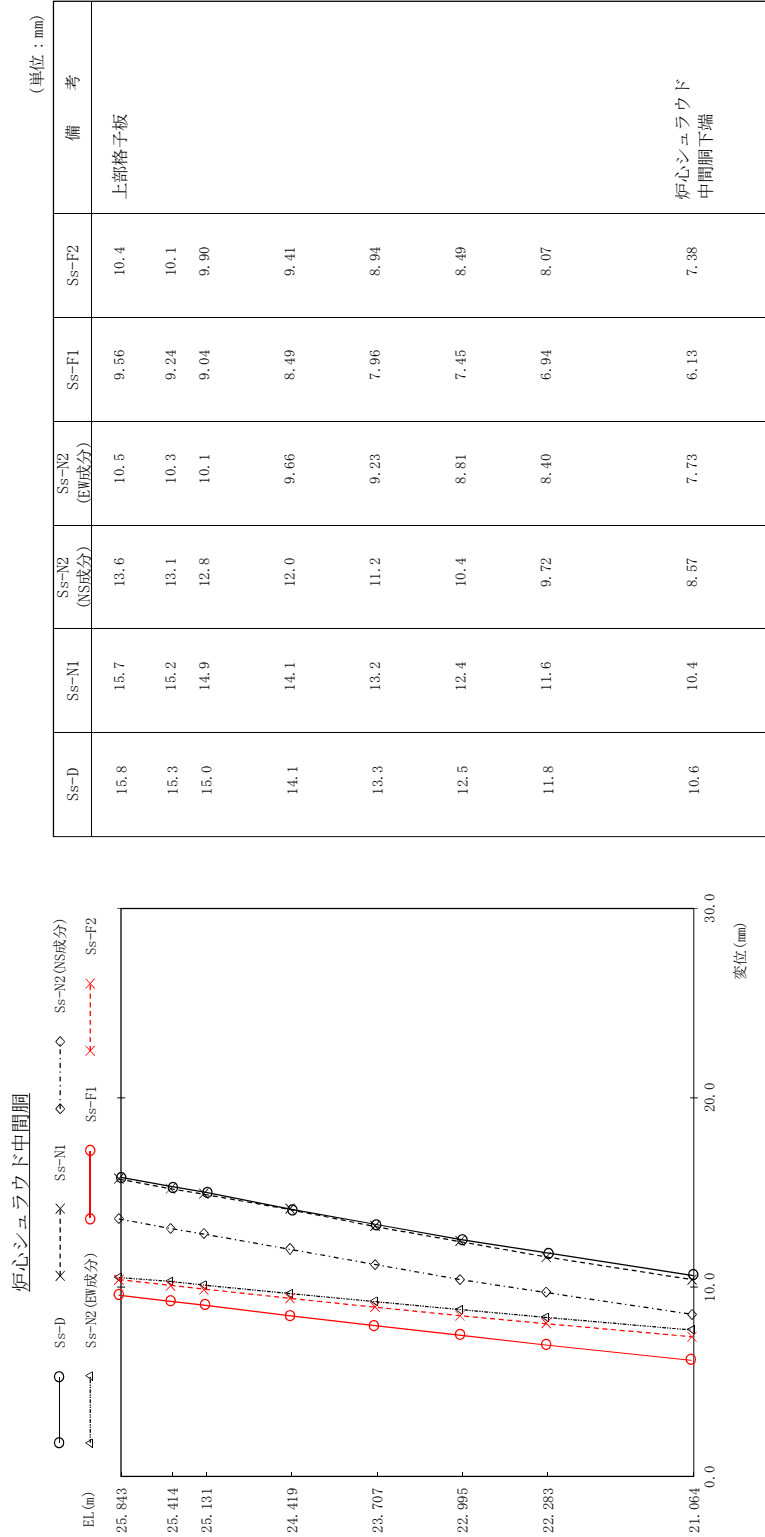 炉心シュラウド中間胴
Ss-D Ss-N1 Ss-N2(NS成分)
Ss-N2(EW成分) Ss-F1 Ss-F2
EL(m)
25.843
25.414
25.131
24.419
23.707
22.995
22.283
21.064
0.0 10.0 20.0 30.0
変位(mm)
(単位：mm)
Ss-D Ss-N1 Ss-N2 (NS成分) Ss-N2 (EW成分) Ss-F1 Ss-F2 備 考
15.8 15.7 13.6 10.5 9.56 10.4 上部格子板
15.3 15.2 13.1 10.3 9.24 10.1
15.0 14.9 12.8 10.1 9.04 9.90
14.1 14.1 12.0 9.66 8.49 9.41
13.3 13.2 11.2 9.23 7.96 8.94
12.5 12.4 10.4 8.81 7.45 8.49
11.8 11.6 9.72 8.40 6.94 8.07
10.6 10.4 8.57 7.73 6.13 7.38 炉心シュラウド
中間胴下端